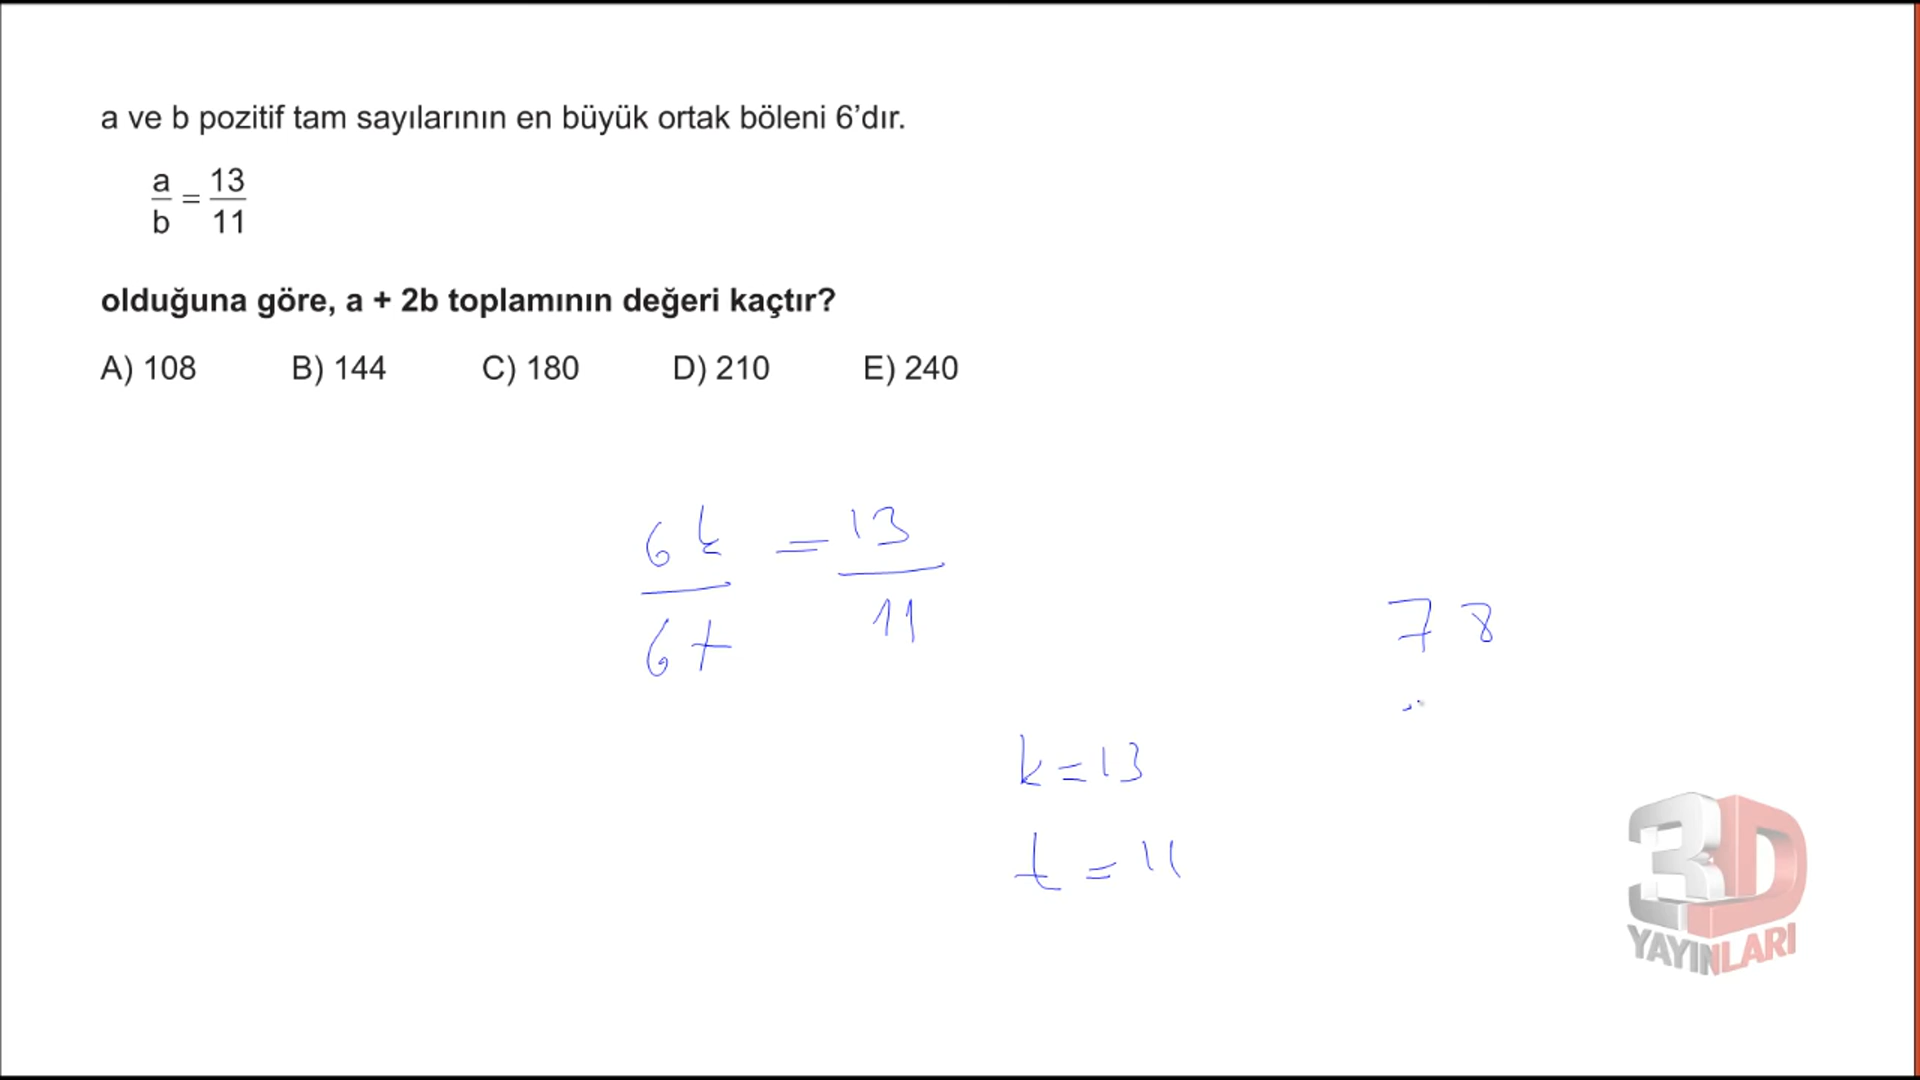 a ve b pozitif tam sayılarının en büyük ortak böleni 6’dır.
a/b = 13/11
olduğuna göre, a + 2b toplamının değeri kaçtır?
A) 108 B) 144 C) 180 D) 210 E) 240
6k/6t = 13/11
78
k = 13
t = 11
3D
YAYINLARI